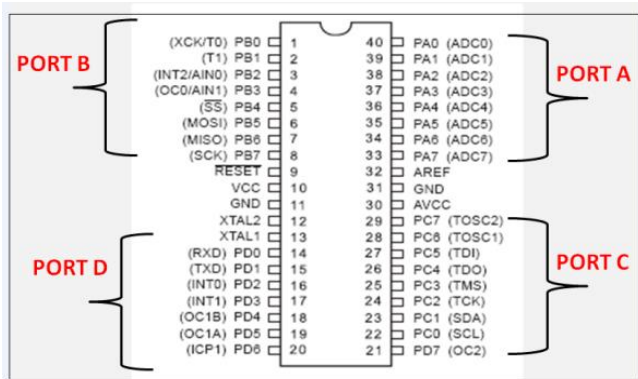 (XCK/T0) PB0 1 40 PA0 (ADC0)
(T1) PB1 2 39 PA1 (ADC1)
PORT B (INT2/AIN0) PB2 3 38 PA2 (ADC2) PORT A
(OC0/AIN1) PB3 4 37 PA3 (ADC3)
(SS) PB4 5 36 PA4 (ADC4)
(MOSI) PB5 6 35 PA5 (ADC5)
(MISO) PB6 7 34 PA6 (ADC6)
(SCK) PB7 8 33 PA7 (ADC7)
RESET 9 32 AREF
VCC 10 31 GND
GND 11 30 AVCC
XTAL2 12 29 PC7 (TOSC2)
XTAL1 13 28 PC6 (TOSC1)
PORT D (RXD) PD0 14 27 PC5 (TDI) PORT C
(TXD) PD1 15 26 PC4 (TDO)
(INT0) PD2 16 25 PC3 (TMS)
(INT1) PD3 17 24 PC2 (TCK)
(OC1B) PD4 18 23 PC1 (SDA)
(OC1A) PD5 19 22 PC0 (SCL)
(ICP1) PD6 20 21 PD7 (OC2)